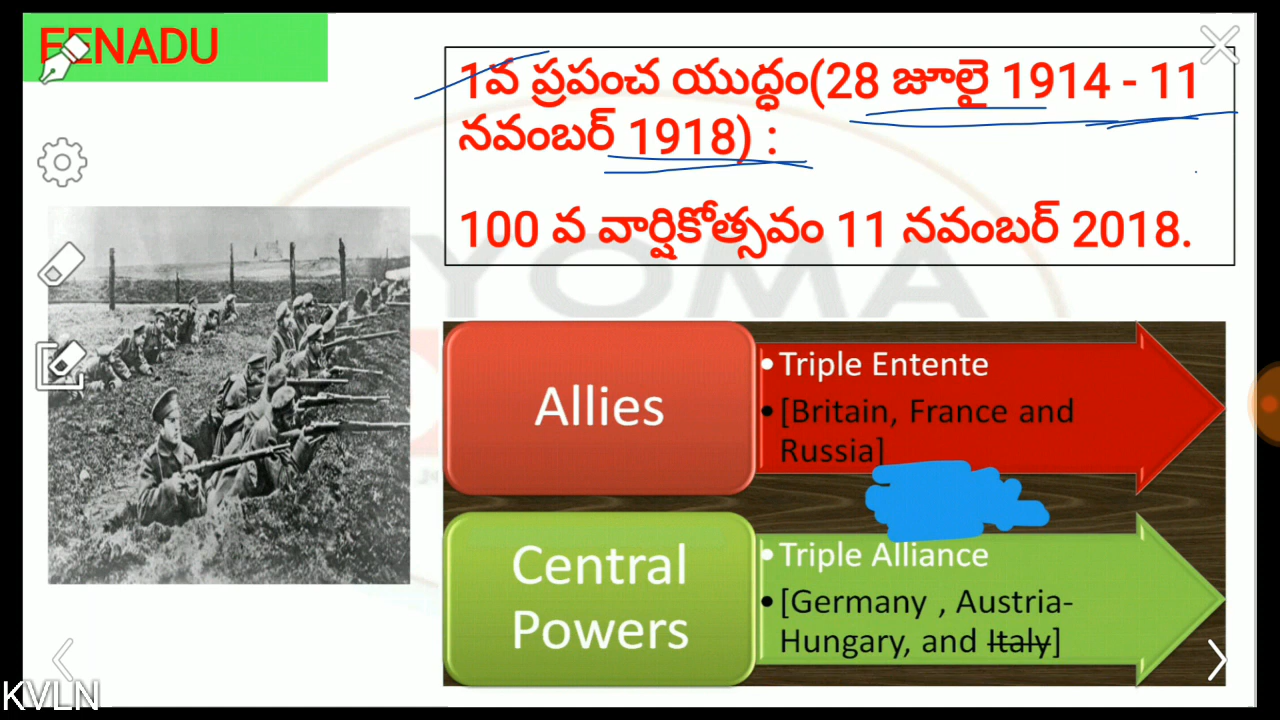 EENADU
1వ ప్రపంచ యుద్ధం(28 జూలై 1914 - 11
నవంబర్ 1918) :
100 వ వార్షికోత్సవం 11 నవంబర్ 2018.
YOMA
Allies
• Triple Entente
• [Britain, France and
Russia]
Central
Powers
• Triple Alliance
• [Germany , Austria-
Hungary, and Italy]
KVLN